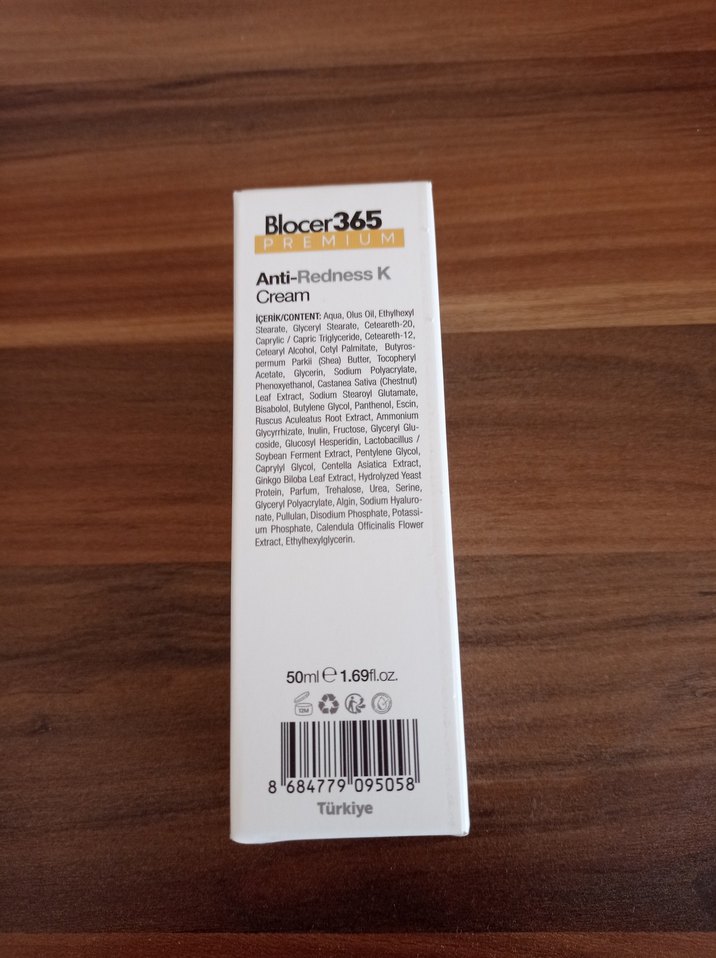 Blocer365
PREMIUM
Anti-Redness K
Cream
İÇERİK/CONTENT: Aqua, Olus Oil, Ethylhexyl
Stearate, Glyceryl Stearate, Ceteareth-20,
Caprylic / Capric Triglyceride, Ceteareth-12,
Cetearyl Alcohol, Cetyl Palmitate, Butyros-
permum Parkii (Shea) Butter, Tocopheryl
Acetate, Glycerin, Sodium Polyacrylate,
Phenoxyethanol, Castanea Sativa (Chestnut)
Leaf Extract, Sodium Stearoyl Glutamate,
Bisabolol, Butylene Glycol, Panthenol, Escin,
Ruscus Aculeatus Root Extract, Ammonium
Glycyrrhizate, Inulin, Fructose, Glyceryl Glu-
coside, Glucosyl Hesperidin, Lactobacillus /
Soybean Ferment Extract, Pentylene Glycol,
Caprylyl Glycol, Centella Asiatica Extract,
Ginkgo Biloba Leaf Extract, Hydrolyzed Yeast
Protein, Parfum, Trehalose, Urea, Serine,
Glyceryl Polyacrylate, Algin, Sodium Hyaluro-
nate, Pullulan, Disodium Phosphate, Potassi-
um Phosphate, Calendula Officinalis Flower
Extract, Ethylhexylglycerin.
50ml ℮ 1.69fl.oz.
12M
8 684779 095058
Türkiye